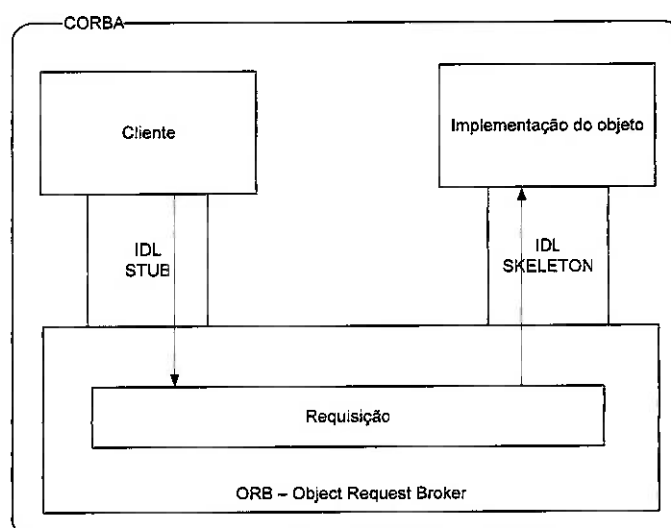 CORBA
Cliente
Implementação do objeto
IDL
STUB
IDL
SKELETON
Requisição
ORB – Object Request Broker